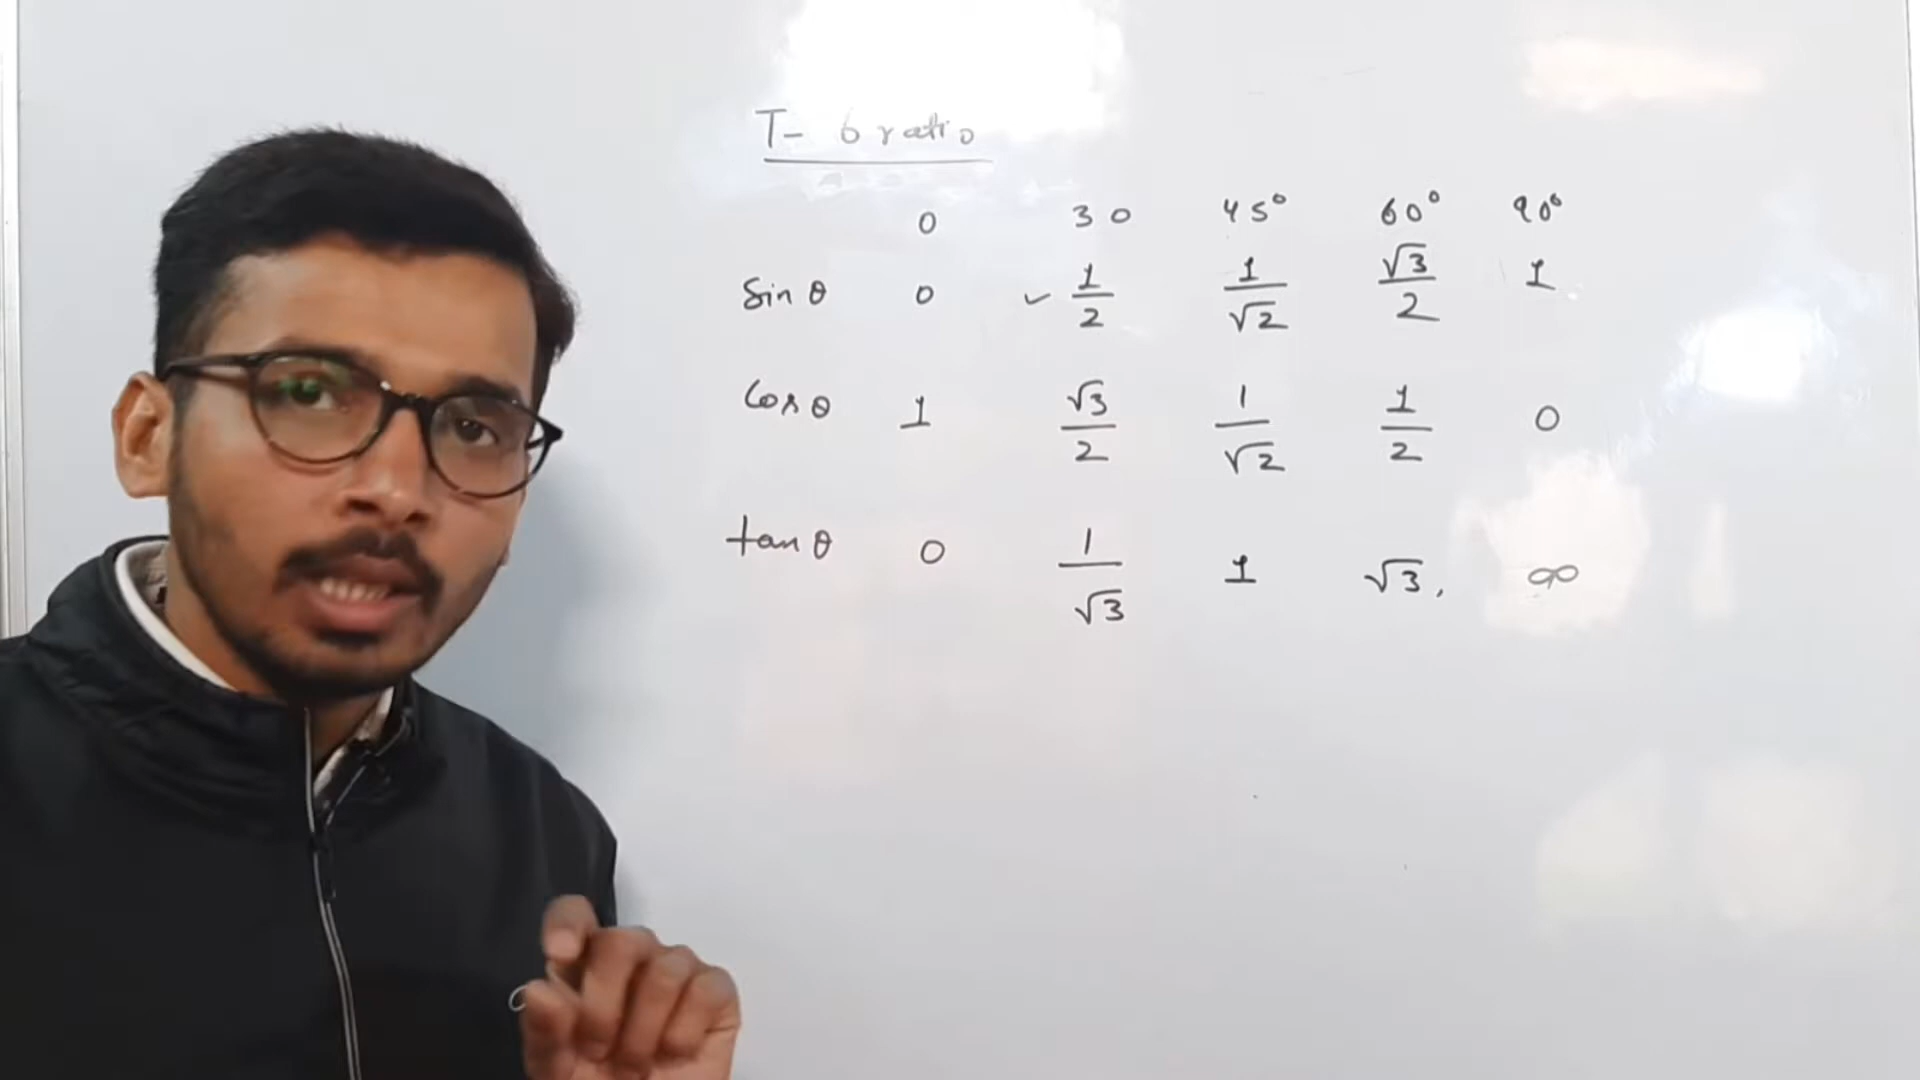 T- 6 ratio
0 30 45° 60° 90°
sin θ 0 ✓ 1/2 1/√2 √3/2 1
Cos θ 1 √3/2 1/√2 1/2 0
tan θ 0 1/√3 1 √3, ∞